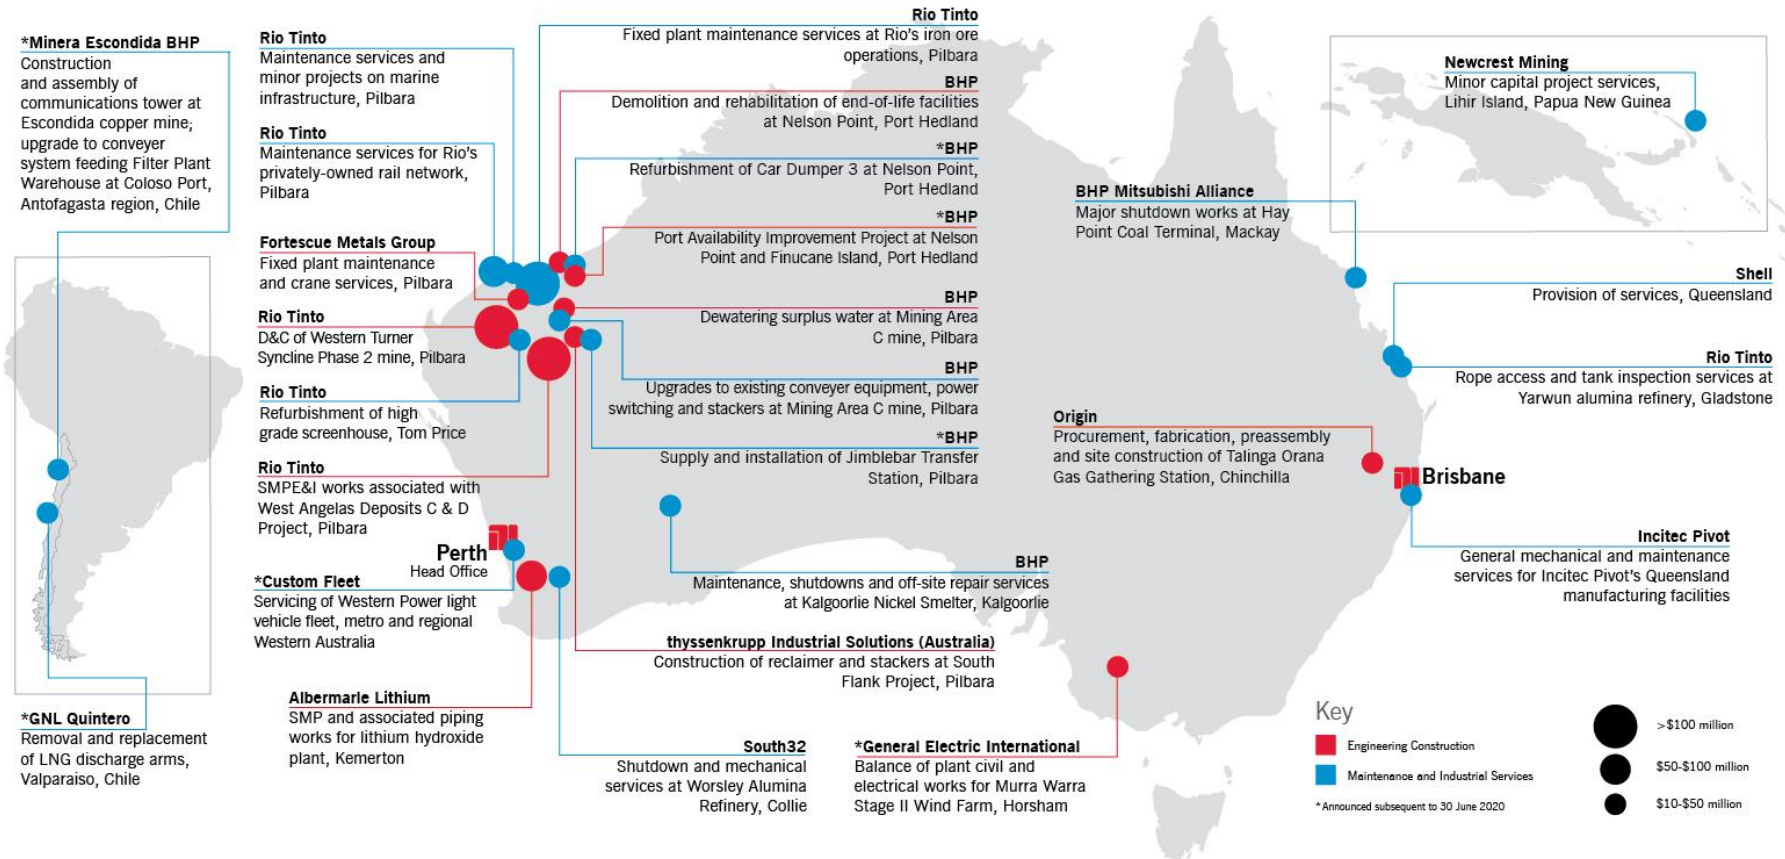 *Minera Escondida BHP
Construction
and assembly of
communications tower at
Escondida copper mine;
upgrade to conveyer
system feeding Filter Plant
Warehouse at Coloso Port,
Antofagasta region, Chile
*GNL Quintero
Removal and replacement
of LNG discharge arms,
Valparaiso, Chile
Rio Tinto
Maintenance services and
minor projects on marine
infrastructure, Pilbara
Rio Tinto
Maintenance services for Rio's
privately-owned rail network,
Pilbara
Fortescue Metals Group
Fixed plant maintenance
and crane services, Pilbara
Rio Tinto
D&C of Western Turner
Syncline Phase 2 mine, Pilbara
Rio Tinto
Refurbishment of high
grade screenhouse, Tom Price
Rio Tinto
SMPE&I works associated with
West Angelas Deposits C & D
Project, Pilbara
Perth
Head Office
*Custom Fleet
Servicing of Western Power light
vehicle fleet, metro and regional
Western Australia
Albermarle Lithium
SMP and associated piping
works for lithium hydroxide
plant, Kemerton
Rio Tinto
Fixed plant maintenance services at Rio's iron ore
operations, Pilbara
BHP
Demolition and rehabilitation of end-of-life facilities
at Nelson Point, Port Hedland
*BHP
Refurbishment of Car Dumper 3 at Nelson Point,
Port Hedland
*BHP
Port Availability Improvement Project at Nelson
Point and Finucane Island, Port Hedland
BHP
Dewatering surplus water at Mining Area
C mine, Pilbara
BHP
Upgrades to existing conveyer equipment, power
switching and stackers at Mining Area C mine, Pilbara
*BHP
Supply and installation of Jimblebar Transfer
Station, Pilbara
BHP
Maintenance, shutdowns and off-site repair services
at Kalgoorlie Nickel Smelter, Kalgoorlie
thyssenkrupp Industrial Solutions (Australia)
Construction of reclaimer and stackers at South
Flank Project, Pilbara
South32
Shutdown and mechanical
services at Worsley Alumina
Refinery, Collie
*General Electric International
Balance of plant civil and
electrical works for Murra Warra
Stage II Wind Farm, Horsham
Newcrest Mining
Minor capital project services,
Lihir Island, Papua New Guinea
BHP Mitsubishi Alliance
Major shutdown works at Hay
Point Coal Terminal, Mackay
Shell
Provision of services, Queensland
Rio Tinto
Rope access and tank inspection services at
Yarwun alumina refinery, Gladstone
Origin
Procurement, fabrication, preassembly
and site construction of Talinga Orana
Gas Gathering Station, Chinchilla
Brisbane
Incitec Pivot
General mechanical and maintenance
services for Incitec Pivot's Queensland
manufacturing facilities
Key
Engineering Construction
Maintenance and Industrial Services
*Announced subsequent to 30 June 2020
>$100 million
$50-$100 million
$10-$50 million